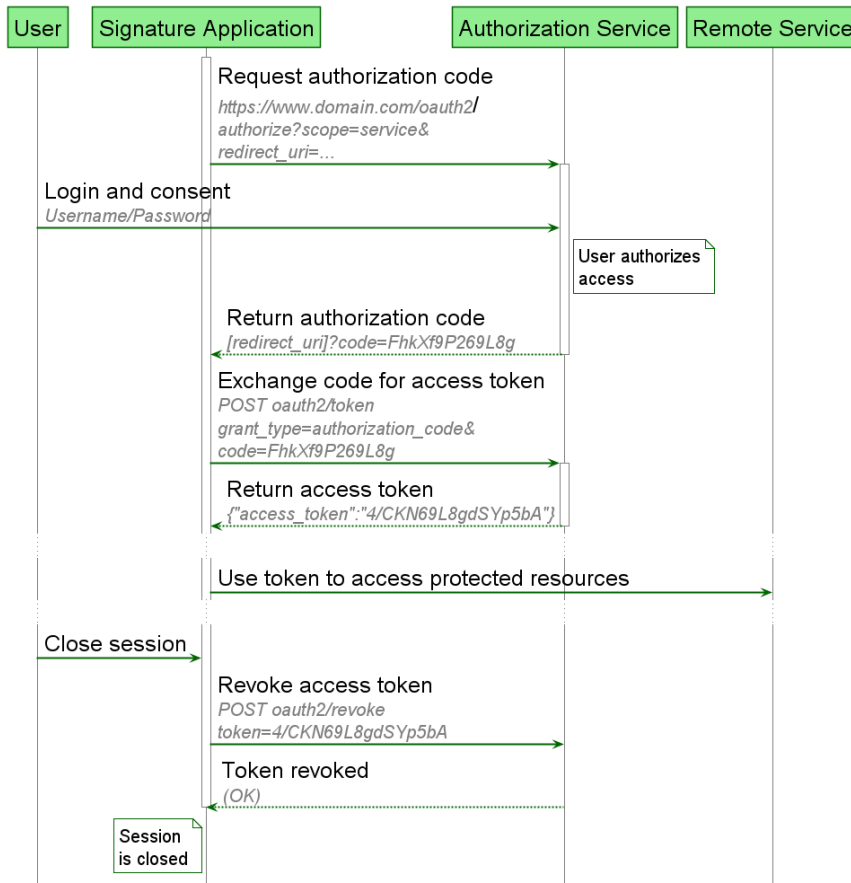 User
Signature Application
Authorization Service
Remote Service
Request authorization code
https://www.domain.com/oauth2/
authorize?scope=service&
redirect_uri=...
Login and consent
Username/Password
User authorizes
access
Return authorization code
[redirect_uri]?code=FhkXf9P269L8g
Exchange code for access token
POST oauth2/token
grant_type=authorization_code&
code=FhkXf9P269L8g
Return access token
{"access_token":"4/CKN69L8gdSYp5bA"}
Use token to access protected resources
Close session
Revoke access token
POST oauth2/revoke
token=4/CKN69L8gdSYp5bA
Token revoked
(OK)
Session
is closed